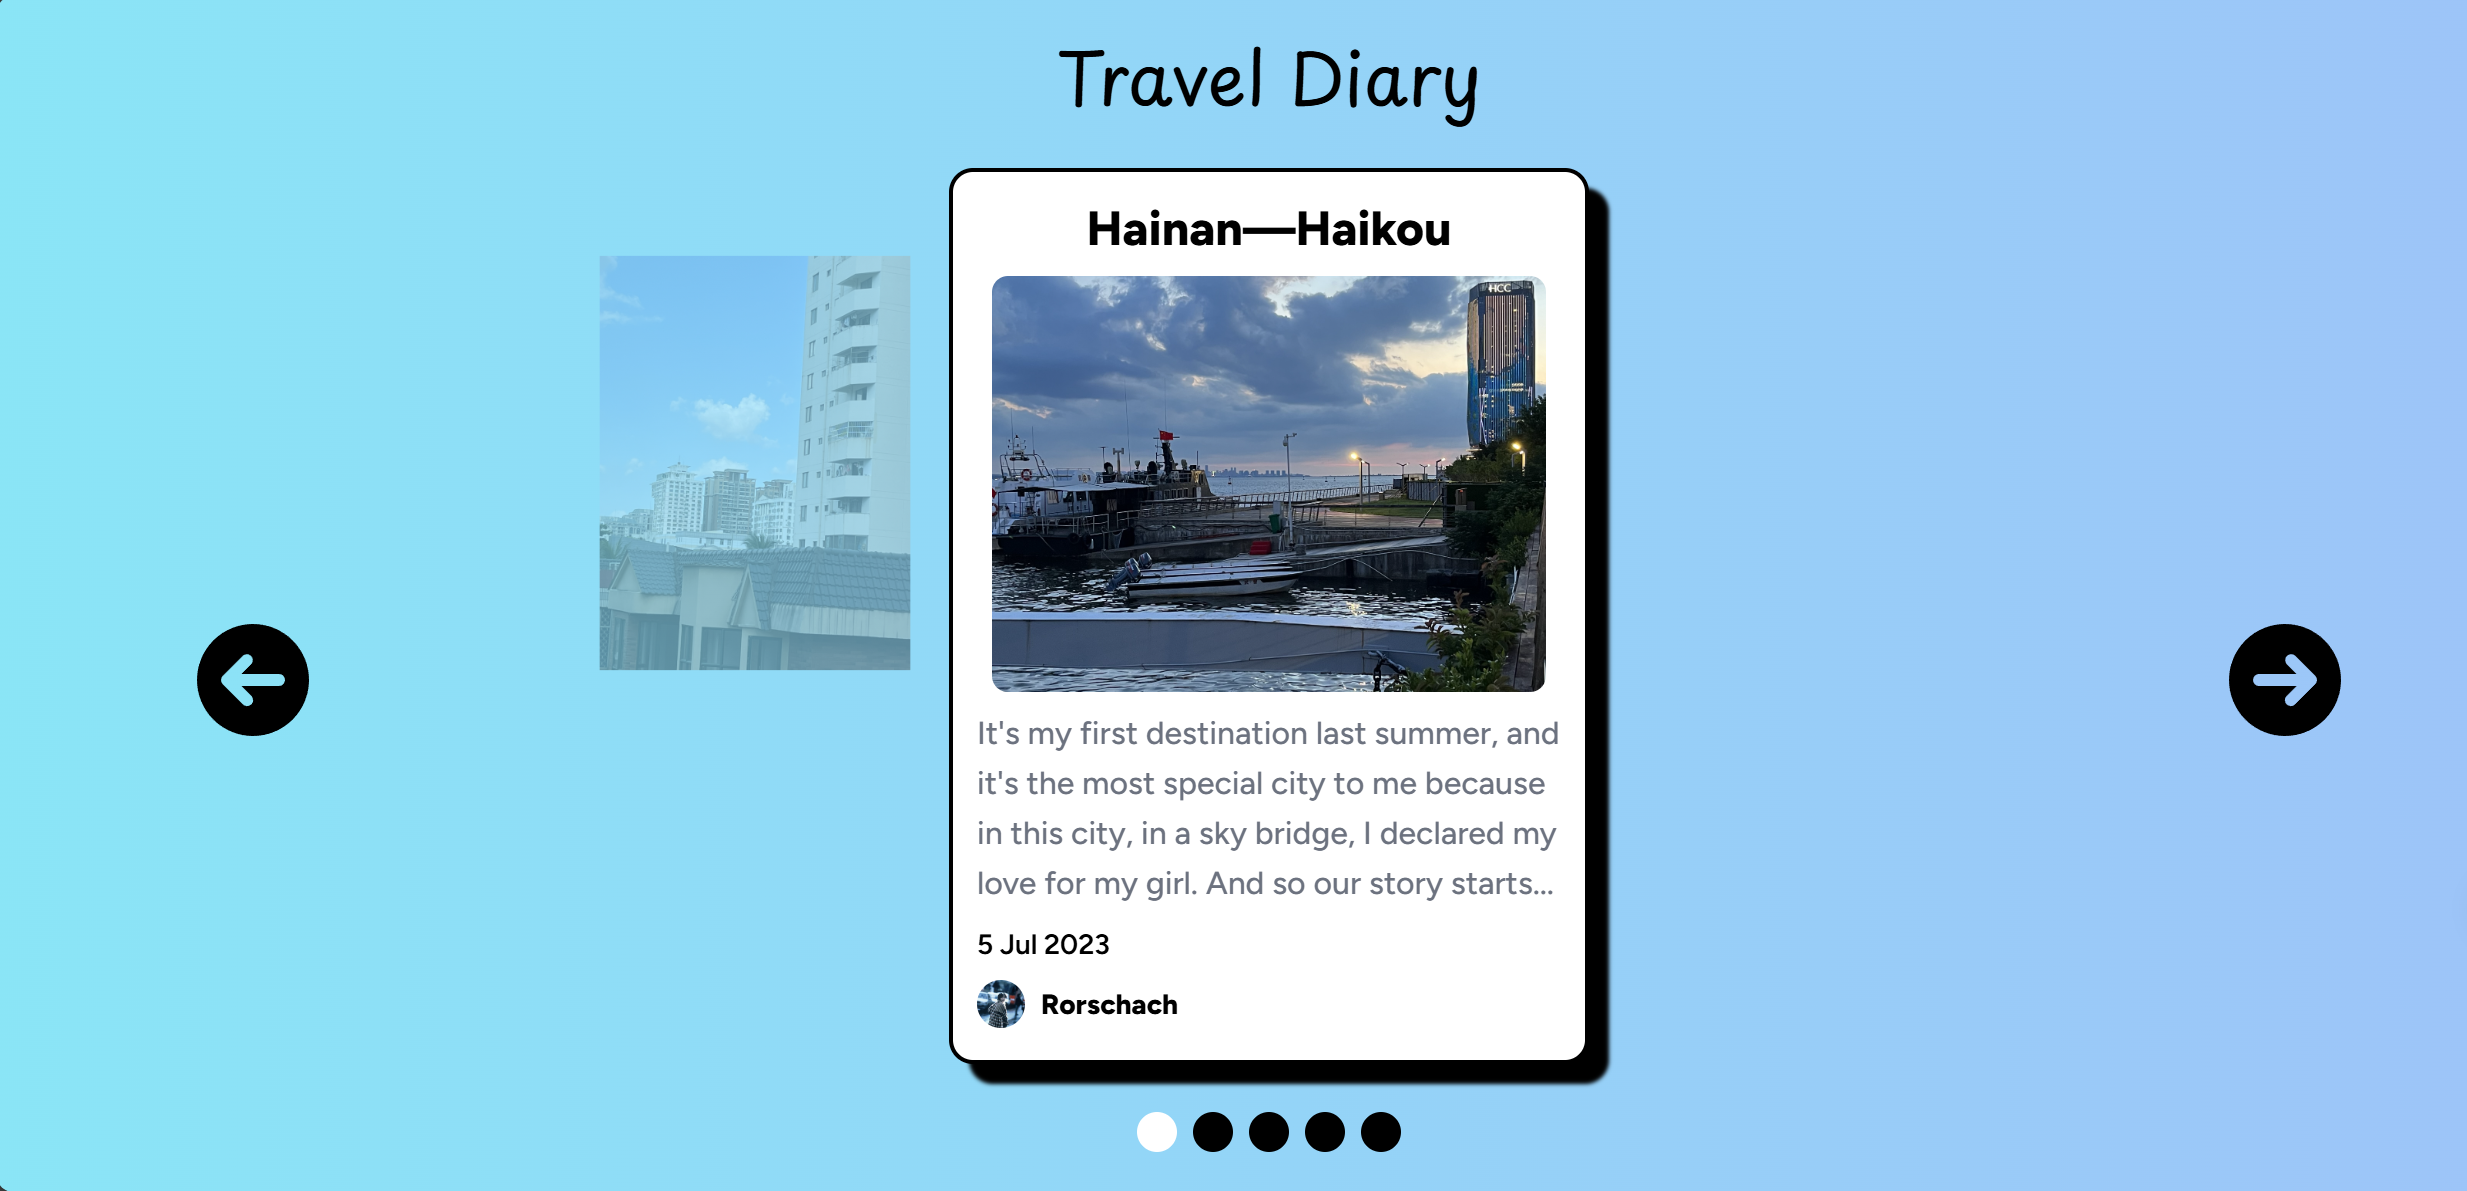 Travel Diary
Hainan—Haikou
HCC
It's my first destination last summer, and
it's the most special city to me because
in this city, in a sky bridge, I declared my
love for my girl. And so our story starts...
5 Jul 2023
Rorschach